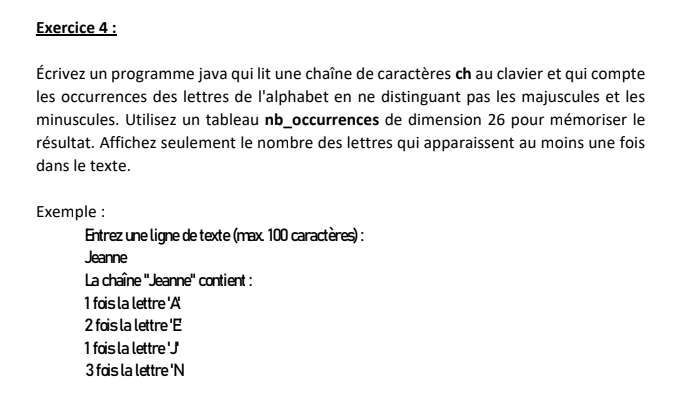 Exercice 4 :
Écrivez un programme java qui lit une chaîne de caractères ch au clavier et qui compte
les occurrences des lettres de l'alphabet en ne distinguant pas les majuscules et les
minuscules. Utilisez un tableau nb_occurrences de dimension 26 pour mémoriser le
résultat. Affichez seulement le nombre des lettres qui apparaissent au moins une fois
dans le texte.
Exemple :
Entrez une ligne de texte (max. 100 caractères) :
Jeanne
La chaîne "Jeanne" contient :
1 fois la lettre 'A'
2 fois la lettre 'E'
1 fois la lettre 'J'
3 fois la lettre 'N